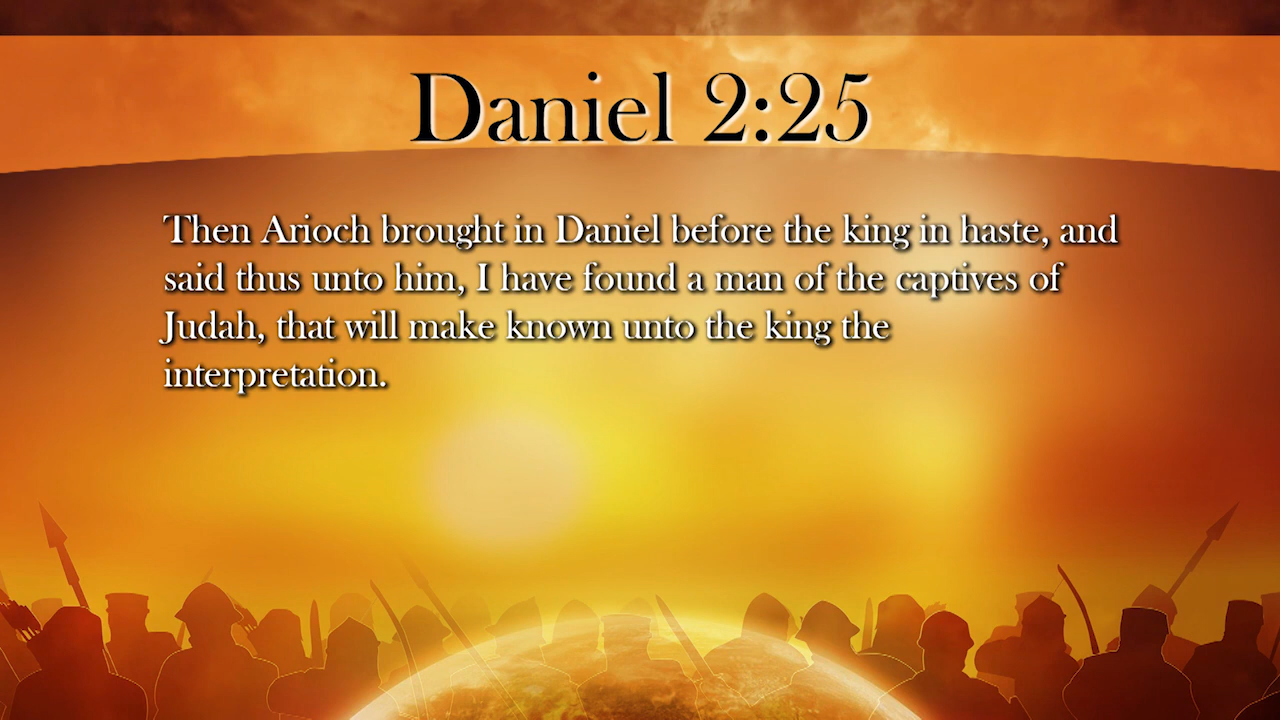 Daniel 2:25
Then Arioch brought in Daniel before the king in haste, and
said thus unto him, I have found a man of the captives of
Judah, that will make known unto the king the
interpretation.